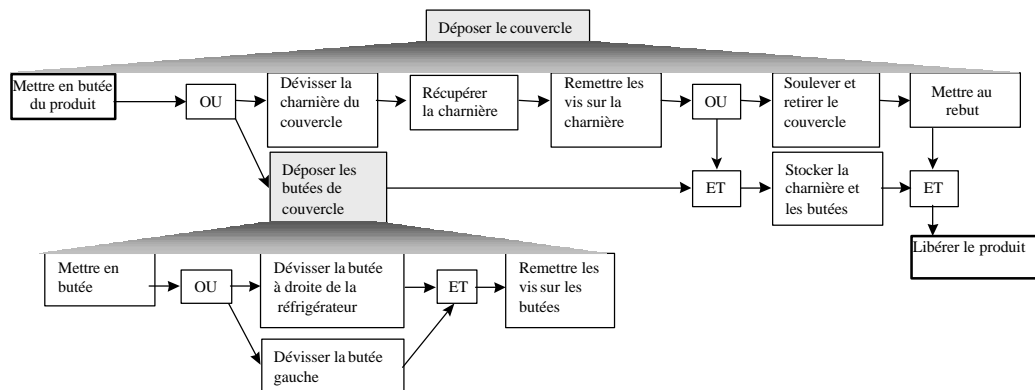 Déposer le couvercle
Mettre en butée
du produit
OU
Dévisser la
charnière du
couvercle
Récupérer
la charnière
Remettre les
vis sur la
charnière
OU
Soulever et
retirer le
couvercle
Mettre au
rebut
Déposer les
butées de
couvercle
ET
Stocker la
charnière et
les butées
ET
Libérer le produit
Mettre en
butée
OU
Dévisser la butée
à droite de la
réfrigérateur
ET
Remettre les
vis sur les
butées
Dévisser la butée
gauche